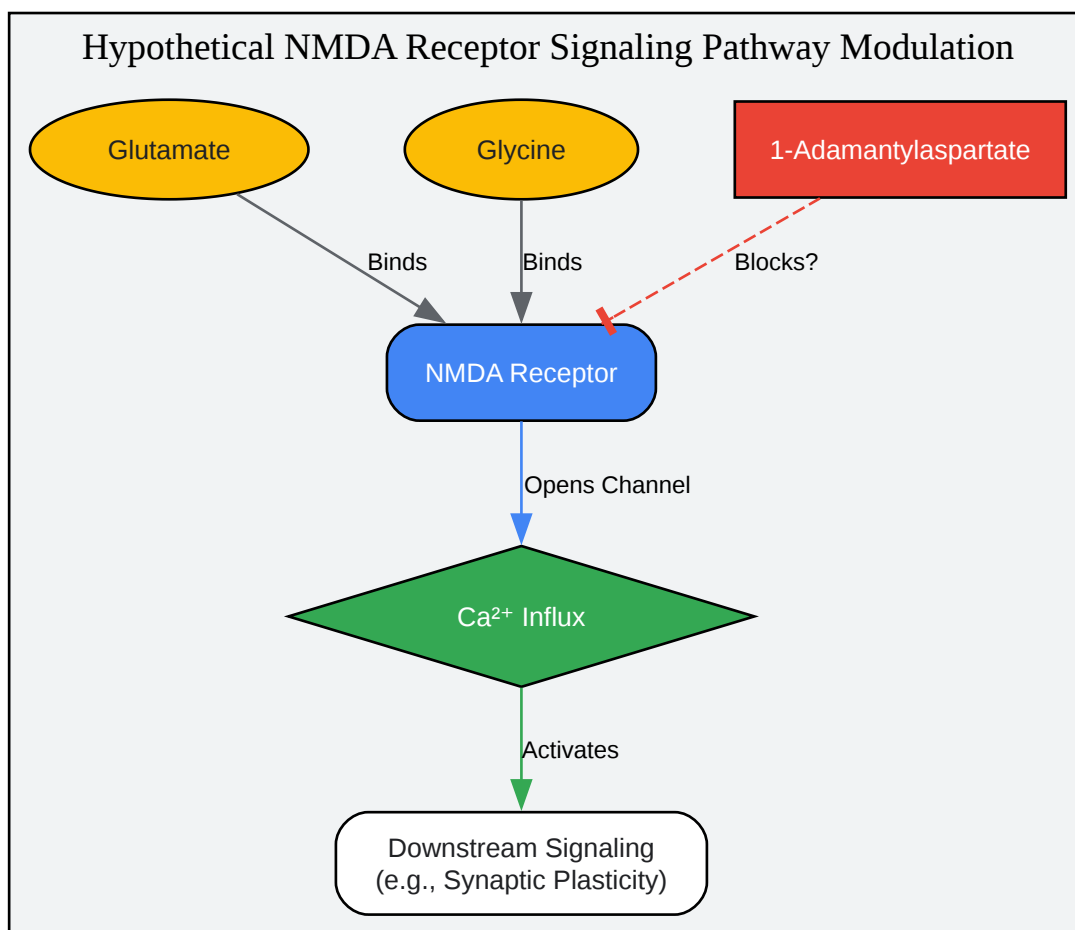 Hypothetical NMDA Receptor Signaling Pathway Modulation
Glutamate
Glycine
1-Adamantylaspartate
Binds
Binds
Blocks?
NMDA Receptor
Opens Channel
Ca²⁺ Influx
Activates
Downstream Signaling
(e.g., Synaptic Plasticity)